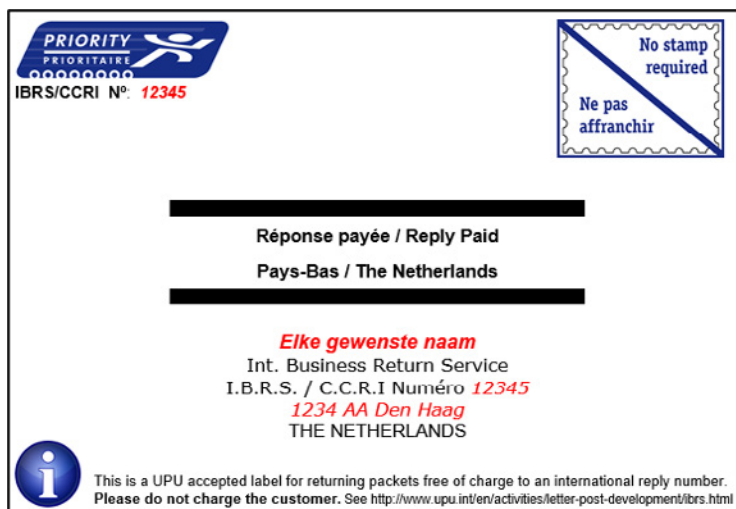 PRIORITY
PRIORITAIRE
IBRS/CCRI Nº: 12345
No stamp
required
Ne pas
affranchir
Réponse payée / Reply Paid
Pays-Bas / The Netherlands
Elke gewenste naam
Int. Business Return Service
I.B.R.S. / C.C.R.I Numéro 12345
1234 AA Den Haag
THE NETHERLANDS
i
This is a UPU accepted label for returning packets free of charge to an international reply number.
Please do not charge the customer. See http://www.upu.int/en/activities/letter-post-development/ibrs.html